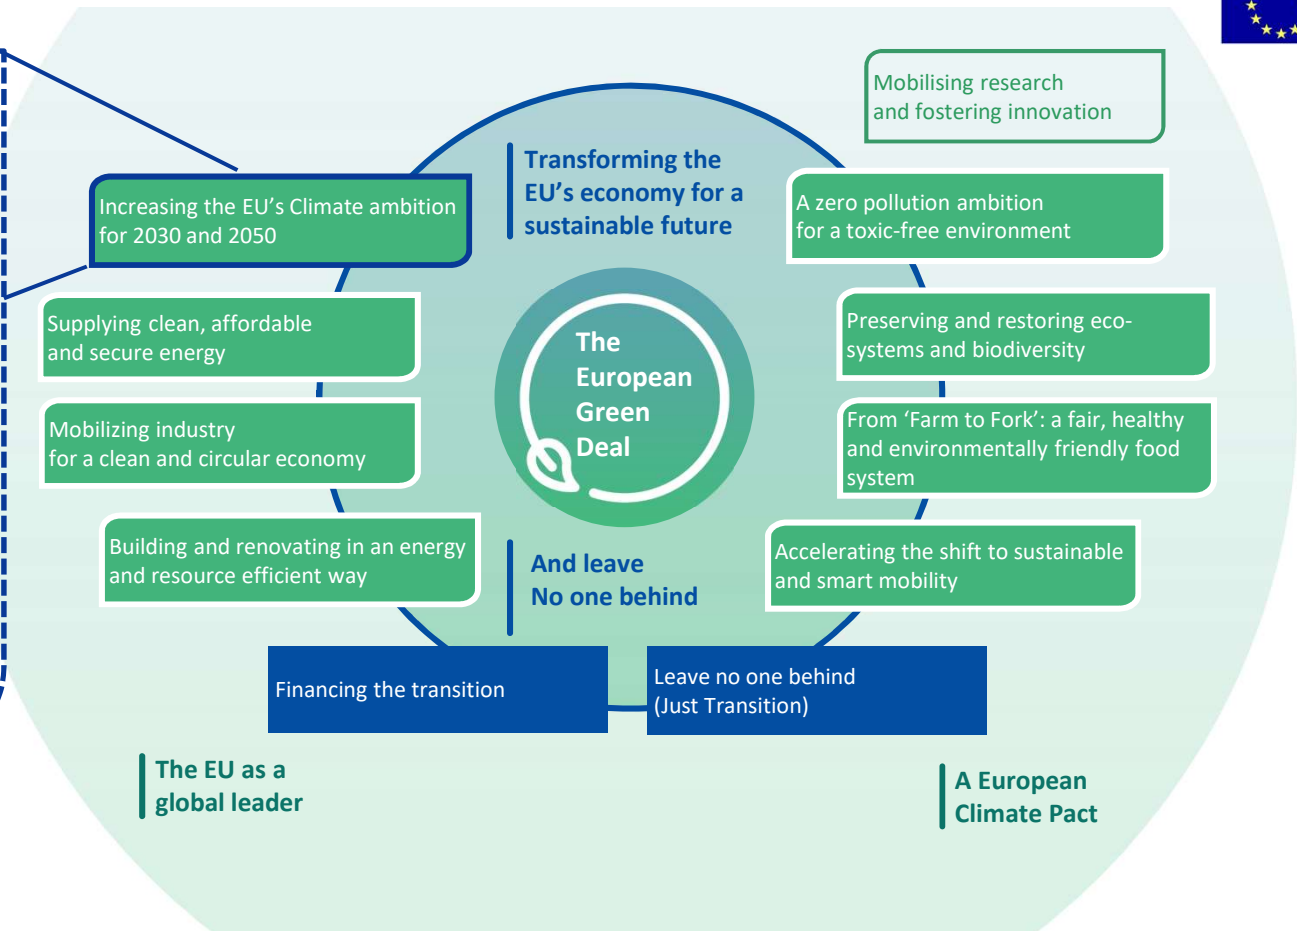 Mobilising research
and fostering innovation
Transforming the
EU’s economy for a
sustainable future
Increasing the EU’s Climate ambition
for 2030 and 2050
A zero pollution ambition
for a toxic-free environment
Supplying clean, affordable
and secure energy
The
European
Green
Deal
Preserving and restoring eco-
systems and biodiversity
Mobilizing industry
for a clean and circular economy
From ‘Farm to Fork’: a fair, healthy
and environmentally friendly food
system
Building and renovating in an energy
and resource efficient way
And leave
No one behind
Accelerating the shift to sustainable
and smart mobility
Financing the transition
Leave no one behind
(Just Transition)
The EU as a
global leader
A European
Climate Pact